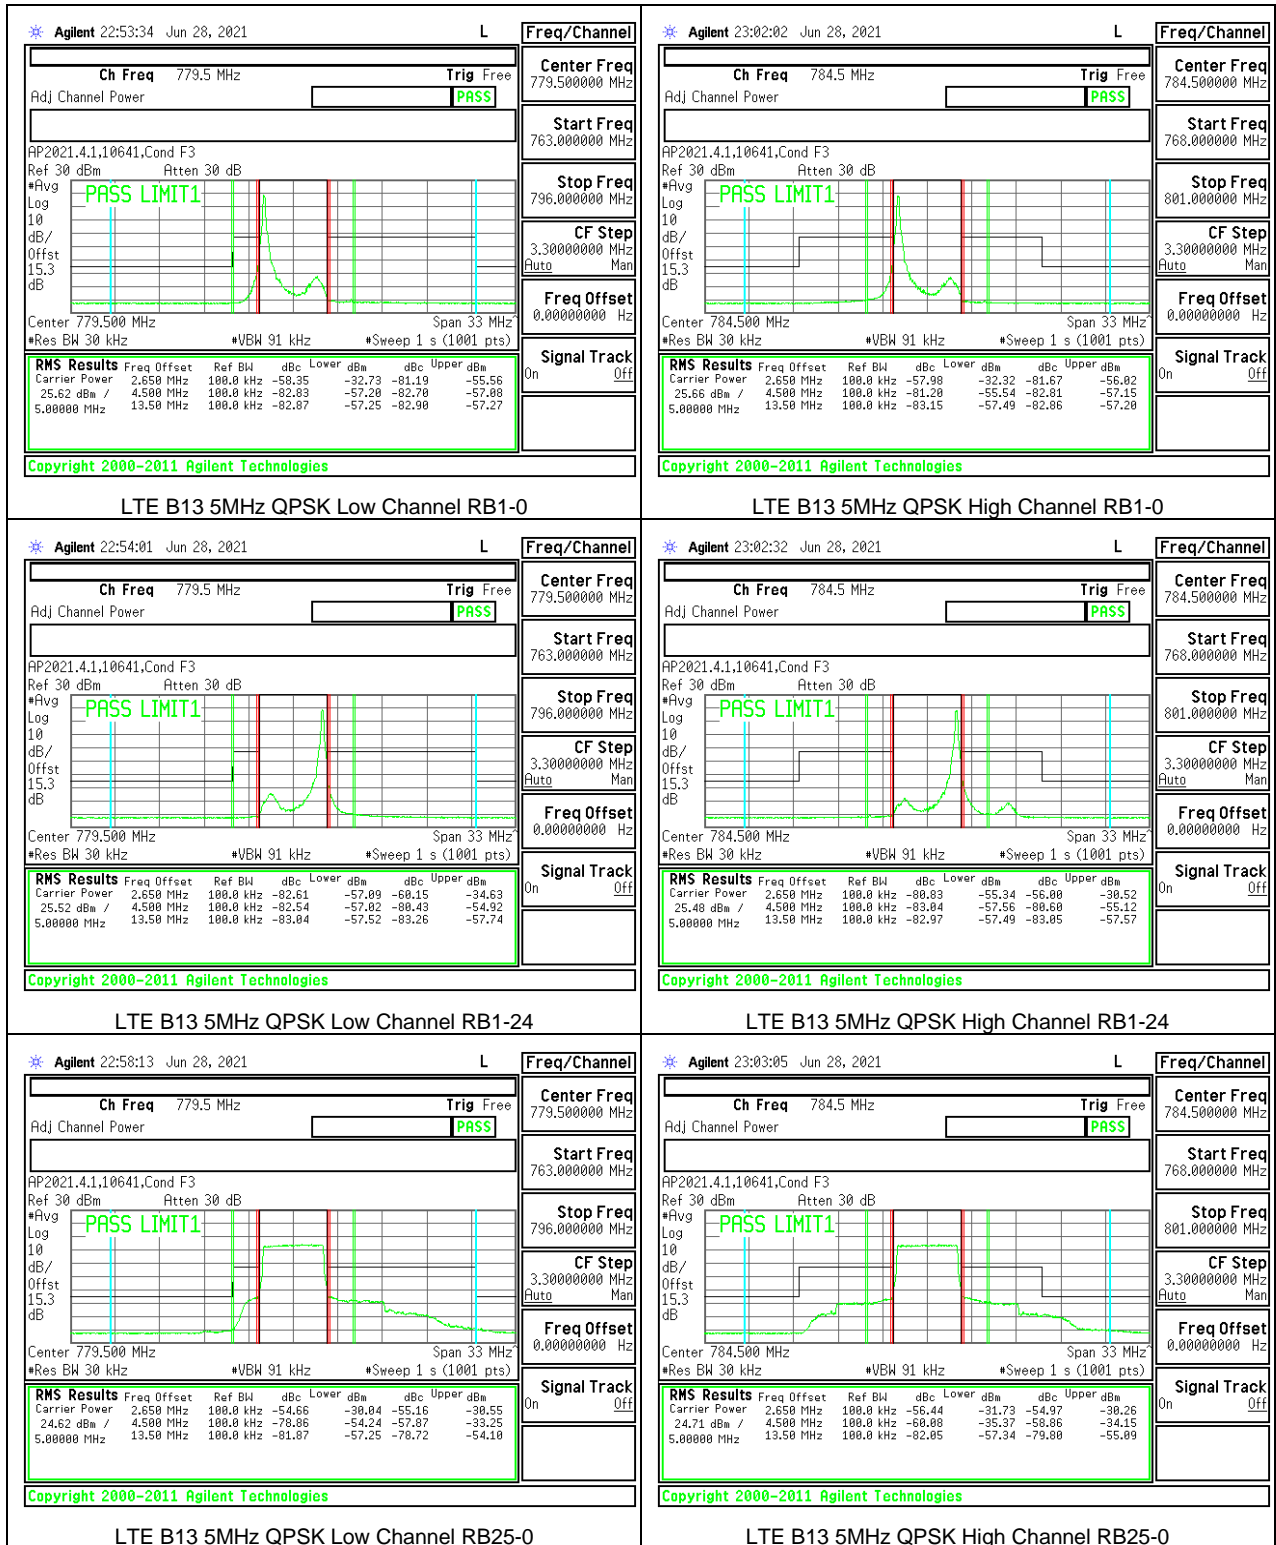 Agilent 22:53:34 Jun 28, 2021 L Freq/Channel
Ch Freq 779.5 MHz Trig Free
Adj Channel Power PASS
Center Freq
779.500000 MHz
Start Freq
763.000000 MHz
Stop Freq
796.000000 MHz
CF Step
3.30000000 MHz
Auto Man
Freq Offset
0.00000000 Hz
Signal Track
On Off
AP2021.4.1,10641,Cond F3
Ref 30 dBm Atten 30 dB
#Avg
Log
10
dB/
Offst
15.3
dB
PASS LIMIT1
Center 779.500 MHz Span 33 MHz^
#Res BW 30 kHz #VBW 91 kHz #Sweep 1 s (1001 pts)
RMS Results Freq Offset Ref BW dBc Lower dBm dBc Upper dBm
Carrier Power 2.650 MHz 100.0 kHz -58.35 -32.73 -81.19 -55.56
25.62 dBm / 4.500 MHz 100.0 kHz -82.83 -57.20 -82.70 -57.08
5.00000 MHz 13.50 MHz 100.0 kHz -82.87 -57.25 -82.90 -57.27
Copyright 2000-2011 Agilent Technologies
LTE B13 5MHz QPSK Low Channel RB1-0
Agilent 23:02:02 Jun 28, 2021 L Freq/Channel
Ch Freq 784.5 MHz Trig Free
Adj Channel Power PASS
Center Freq
784.500000 MHz
Start Freq
768.000000 MHz
Stop Freq
801.000000 MHz
CF Step
3.30000000 MHz
Auto Man
Freq Offset
0.00000000 Hz
Signal Track
On Off
AP2021.4.1,10641,Cond F3
Ref 30 dBm Atten 30 dB
#Avg
Log
10
dB/
Offst
15.3
dB
PASS LIMIT1
Center 784.500 MHz Span 33 MHz^
#Res BW 30 kHz #VBW 91 kHz #Sweep 1 s (1001 pts)
RMS Results Freq Offset Ref BW dBc Lower dBm dBc Upper dBm
Carrier Power 2.650 MHz 100.0 kHz -57.98 -32.32 -81.67 -56.02
25.66 dBm / 4.500 MHz 100.0 kHz -81.20 -55.54 -82.81 -57.15
5.00000 MHz 13.50 MHz 100.0 kHz -83.15 -57.49 -82.86 -57.20
Copyright 2000-2011 Agilent Technologies
LTE B13 5MHz QPSK High Channel RB1-0
Agilent 22:54:01 Jun 28, 2021 L Freq/Channel
Ch Freq 779.5 MHz Trig Free
Adj Channel Power PASS
Center Freq
779.500000 MHz
Start Freq
763.000000 MHz
Stop Freq
796.000000 MHz
CF Step
3.30000000 MHz
Auto Man
Freq Offset
0.00000000 Hz
Signal Track
On Off
AP2021.4.1,10641,Cond F3
Ref 30 dBm Atten 30 dB
#Avg
Log
10
dB/
Offst
15.3
dB
PASS LIMIT1
Center 779.500 MHz Span 33 MHz^
#Res BW 30 kHz #VBW 91 kHz #Sweep 1 s (1001 pts)
RMS Results Freq Offset Ref BW dBc Lower dBm dBc Upper dBm
Carrier Power 2.650 MHz 100.0 kHz -82.61 -57.09 -60.15 -34.63
25.52 dBm / 4.500 MHz 100.0 kHz -82.54 -57.02 -80.43 -54.92
5.00000 MHz 13.50 MHz 100.0 kHz -83.04 -57.52 -83.26 -57.74
Copyright 2000-2011 Agilent Technologies
LTE B13 5MHz QPSK Low Channel RB1-24
Agilent 23:02:32 Jun 28, 2021 L Freq/Channel
Ch Freq 784.5 MHz Trig Free
Adj Channel Power PASS
Center Freq
784.500000 MHz
Start Freq
768.000000 MHz
Stop Freq
801.000000 MHz
CF Step
3.30000000 MHz
Auto Man
Freq Offset
0.00000000 Hz
Signal Track
On Off
AP2021.4.1,10641,Cond F3
Ref 30 dBm Atten 30 dB
#Avg
Log
10
dB/
Offst
15.3
dB
PASS LIMIT1
Center 784.500 MHz Span 33 MHz^
#Res BW 30 kHz #VBW 91 kHz #Sweep 1 s (1001 pts)
RMS Results Freq Offset Ref BW dBc Lower dBm dBc Upper dBm
Carrier Power 2.650 MHz 100.0 kHz -80.83 -55.34 -56.00 -30.52
25.48 dBm / 4.500 MHz 100.0 kHz -83.04 -57.56 -80.60 -55.12
5.00000 MHz 13.50 MHz 100.0 kHz -82.97 -57.49 -83.05 -57.57
Copyright 2000-2011 Agilent Technologies
LTE B13 5MHz QPSK High Channel RB1-24
Agilent 22:58:13 Jun 28, 2021 L Freq/Channel
Ch Freq 779.5 MHz Trig Free
Adj Channel Power PASS
Center Freq
779.500000 MHz
Start Freq
763.000000 MHz
Stop Freq
796.000000 MHz
CF Step
3.30000000 MHz
Auto Man
Freq Offset
0.00000000 Hz
Signal Track
On Off
AP2021.4.1,10641,Cond F3
Ref 30 dBm Atten 30 dB
#Avg
Log
10
dB/
Offst
15.3
dB
PASS LIMIT1
Center 779.500 MHz Span 33 MHz^
#Res BW 30 kHz #VBW 91 kHz #Sweep 1 s (1001 pts)
RMS Results Freq Offset Ref BW dBc Lower dBm dBc Upper dBm
Carrier Power 2.650 MHz 100.0 kHz -54.66 -30.04 -55.16 -30.55
24.62 dBm / 4.500 MHz 100.0 kHz -78.86 -54.24 -57.87 -33.25
5.00000 MHz 13.50 MHz 100.0 kHz -81.87 -57.25 -78.72 -54.10
Copyright 2000-2011 Agilent Technologies
LTE B13 5MHz QPSK Low Channel RB25-0
Agilent 23:03:05 Jun 28, 2021 L Freq/Channel
Ch Freq 784.5 MHz Trig Free
Adj Channel Power PASS
Center Freq
784.500000 MHz
Start Freq
768.000000 MHz
Stop Freq
801.000000 MHz
CF Step
3.30000000 MHz
Auto Man
Freq Offset
0.00000000 Hz
Signal Track
On Off
AP2021.4.1,10641,Cond F3
Ref 30 dBm Atten 30 dB
#Avg
Log
10
dB/
Offst
15.3
dB
PASS LIMIT1
Center 784.500 MHz Span 33 MHz^
#Res BW 30 kHz #VBW 91 kHz #Sweep 1 s (1001 pts)
RMS Results Freq Offset Ref BW dBc Lower dBm dBc Upper dBm
Carrier Power 2.650 MHz 100.0 kHz -56.44 -31.73 -54.97 -30.26
24.71 dBm / 4.500 MHz 100.0 kHz -60.08 -35.37 -58.86 -34.15
5.00000 MHz 13.50 MHz 100.0 kHz -82.05 -57.34 -79.80 -55.09
Copyright 2000-2011 Agilent Technologies
LTE B13 5MHz QPSK High Channel RB25-0